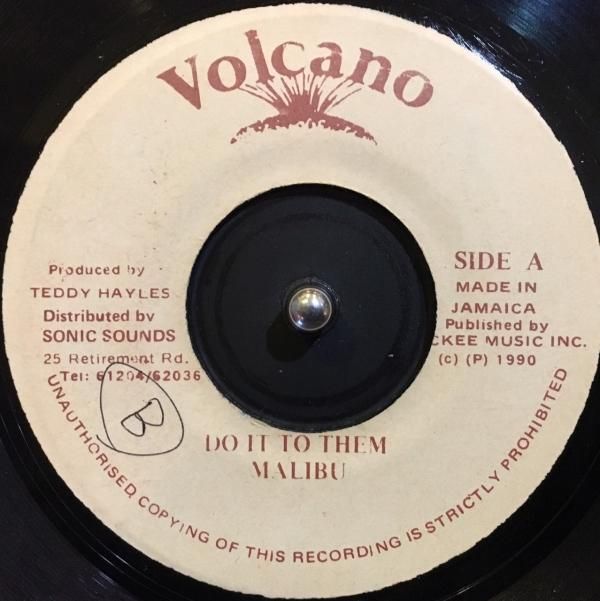 Volcano
Produced by
TEDDY HAYLES
Distributed by
SONIC SOUNDS
25 Retirement Rd.
Tel: 61204/62036
B
SIDE A
MADE IN
JAMAICA
Published by
CKEE MUSIC INC.
(c) (P) 1990
DO IT TO THEM
MALIBU
UNAUTHORISED COPYING OF THIS RECORDING IS STRICTLY PROHIBITED